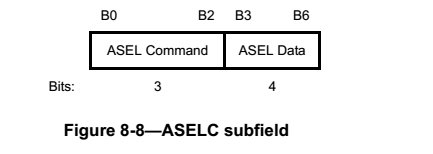 B0 B2 B3 B6
ASEL Command ASEL Data
Bits: 3 4
Figure 8-8—ASELC subfield